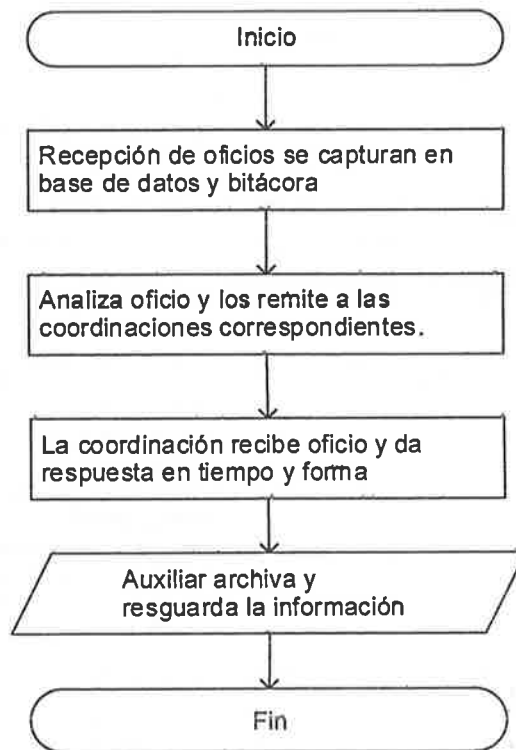 Inicio
Recepción de oficios se capturan en
base de datos y bitácora
Analiza oficio y los remite a las
coordinaciones correspondientes.
La coordinación recibe oficio y da
respuesta en tiempo y forma
Auxiliar archiva y
resguarda la información
Fin